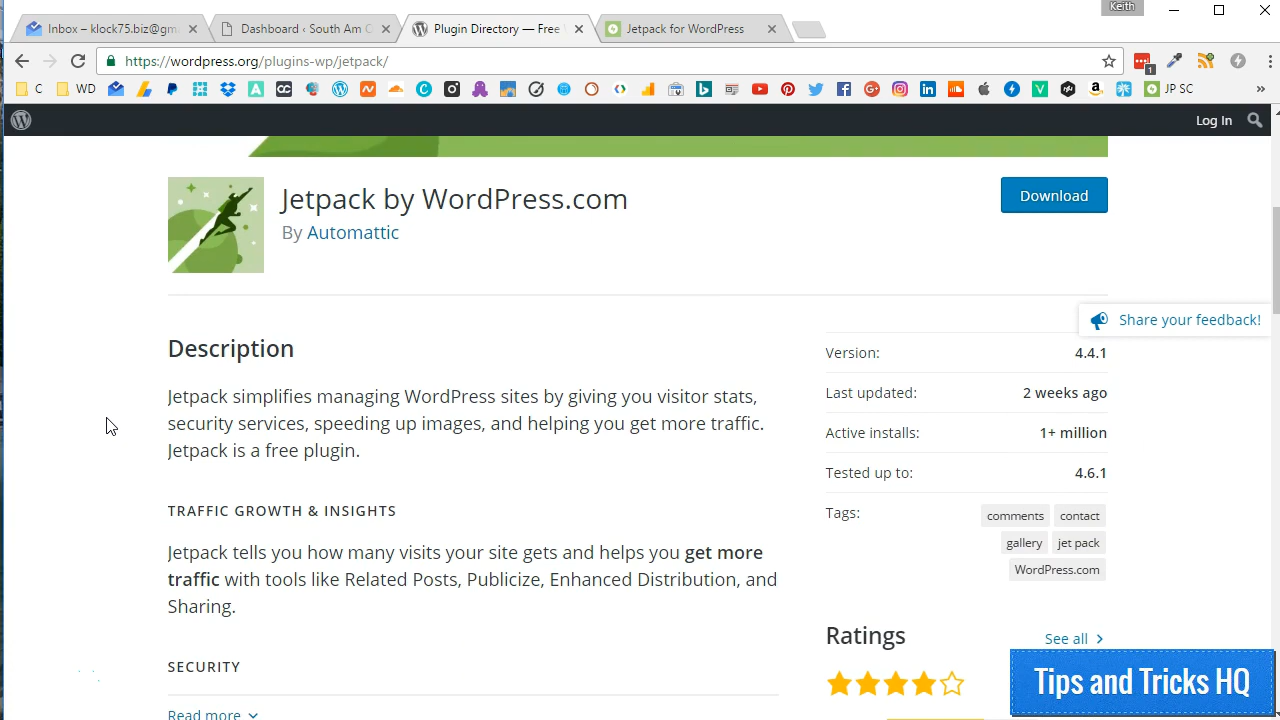 Keith
Inbox – klock75.biz@gm
Dashboard ‹ South Am C
Plugin Directory — Free
Jetpack for WordPress
https://wordpress.org/plugins-wp/jetpack/
C
WD
JP SC
»
Log In
Jetpack by WordPress.com
Download
By Automattic
Share your feedback!
Description
Version: 4.4.1
Jetpack simplifies managing WordPress sites by giving you visitor stats,
Last updated: 2 weeks ago
security services, speeding up images, and helping you get more traffic.
Active installs: 1+ million
Jetpack is a free plugin.
Tested up to: 4.6.1
TRAFFIC GROWTH & INSIGHTS
Tags: comments contact
gallery jet pack
Jetpack tells you how many visits your site gets and helps you get more
WordPress.com
traffic with tools like Related Posts, Publicize, Enhanced Distribution, and
Sharing.
Ratings
See all
SECURITY
Tips and Tricks HQ
Read more